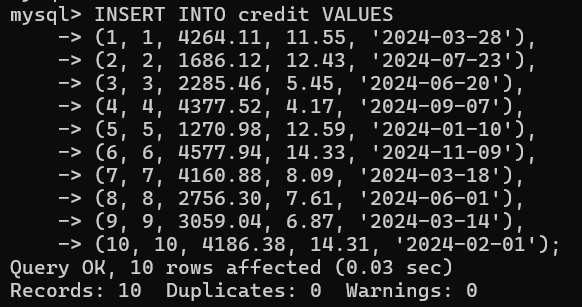 mysql> INSERT INTO credit VALUES
    -> (1, 1, 4264.11, 11.55, '2024-03-28'),
    -> (2, 2, 1686.12, 12.43, '2024-07-23'),
    -> (3, 3, 2285.46, 5.45, '2024-06-20'),
    -> (4, 4, 4377.52, 4.17, '2024-09-07'),
    -> (5, 5, 1270.98, 12.59, '2024-01-10'),
    -> (6, 6, 4577.94, 14.33, '2024-11-09'),
    -> (7, 7, 4160.88, 8.09, '2024-03-18'),
    -> (8, 8, 2756.30, 7.61, '2024-06-01'),
    -> (9, 9, 3059.04, 6.87, '2024-03-14'),
    -> (10, 10, 4186.38, 14.31, '2024-02-01');
Query OK, 10 rows affected (0.03 sec)
Records: 10  Duplicates: 0  Warnings: 0